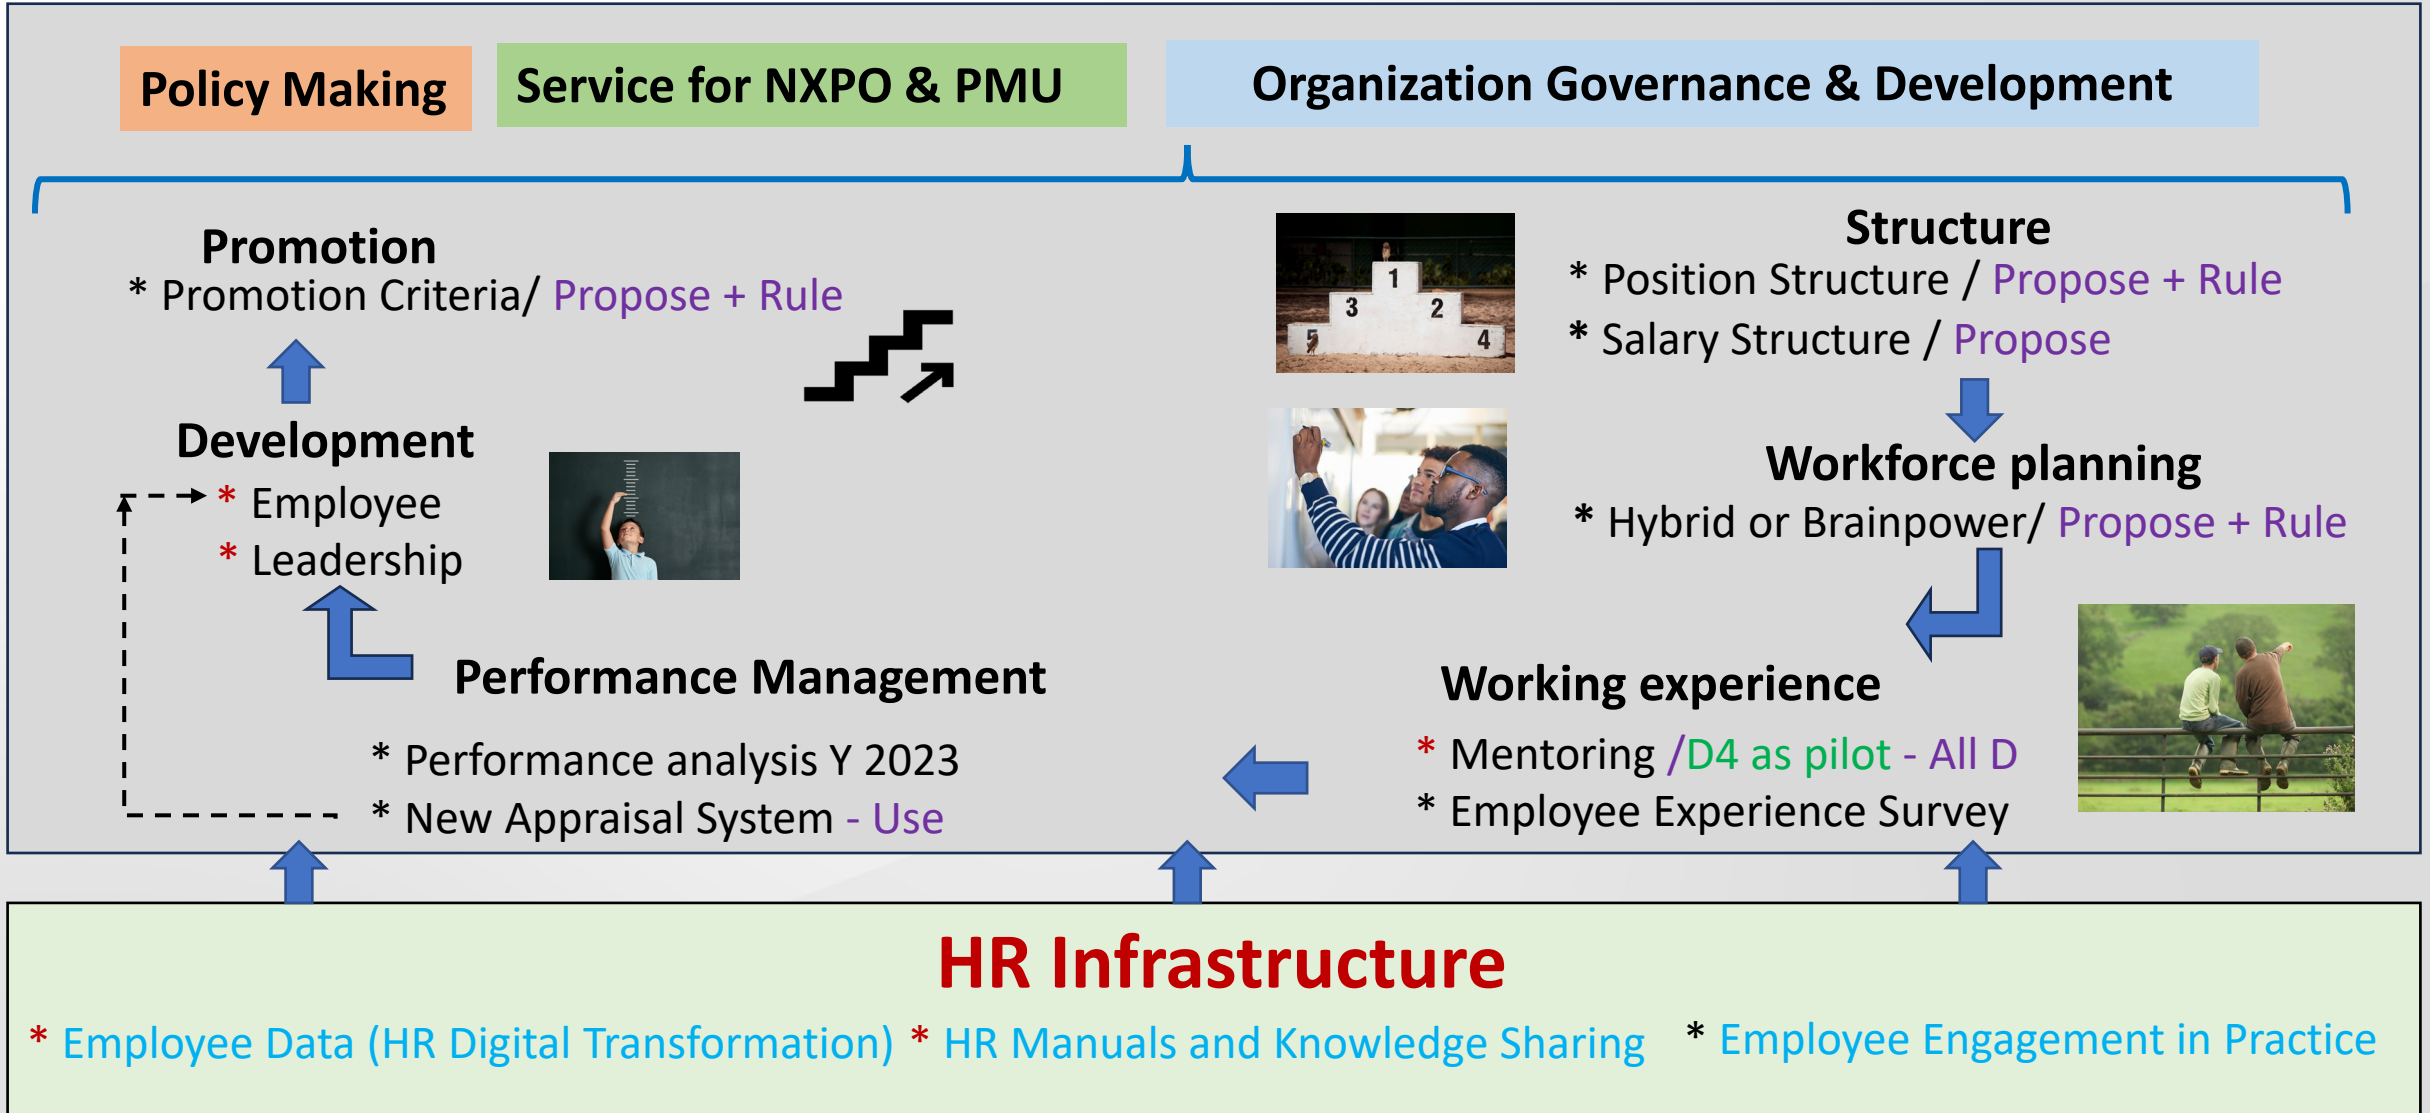 Policy Making
Service for NXPO & PMU
Organization Governance & Development
Promotion
* Promotion Criteria/ Propose + Rule
Development
* Employee
* Leadership
Performance Management
* Performance analysis Y 2023
* New Appraisal System - Use
1
3 2
5 4
Structure
* Position Structure / Propose + Rule
* Salary Structure / Propose
Workforce planning
* Hybrid or Brainpower/ Propose + Rule
Working experience
* Mentoring /D4 as pilot - All D
* Employee Experience Survey
HR Infrastructure
* Employee Data (HR Digital Transformation) * HR Manuals and Knowledge Sharing * Employee Engagement in Practice